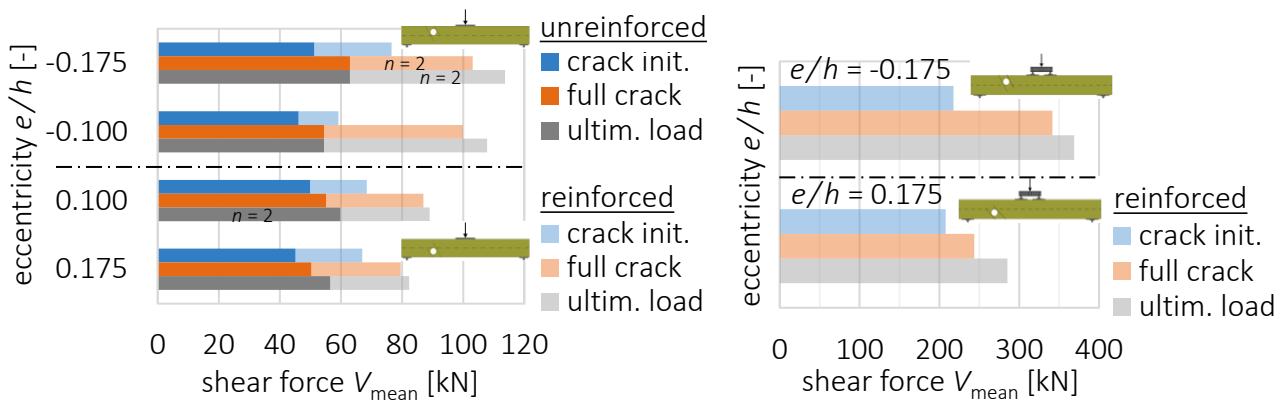 eccentricity e/h [-]
-0.175
-0.100
0.100
0.175
n = 2
n = 2
n = 2
0 20 40 60 80 100 120
shear force Vmean [kN]
unreinforced
crack init.
full crack
ultim. load
reinforced
crack init.
full crack
ultim. load
eccentricity e/h [-]
e/h = -0.175
e/h = 0.175
0 100 200 300 400
shear force Vmean [kN]
reinforced
crack init.
full crack
ultim. load